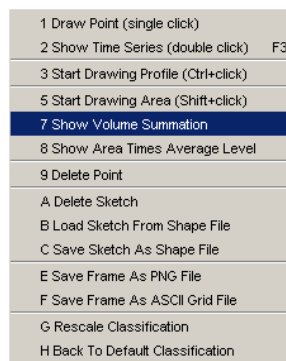 1 Draw Point (single click)
2 Show Time Series (double click) F3
3 Start Drawing Profile (Ctrl+click)
5 Start Drawing Area (Shift+click)
7 Show Volume Summation
8 Show Area Times Average Level
9 Delete Point
A Delete Sketch
B Load Sketch From Shape File
C Save Sketch As Shape File
E Save Frame As PNG File
F Save Frame As ASCII Grid File
G Rescale Classification
H Back To Default Classification